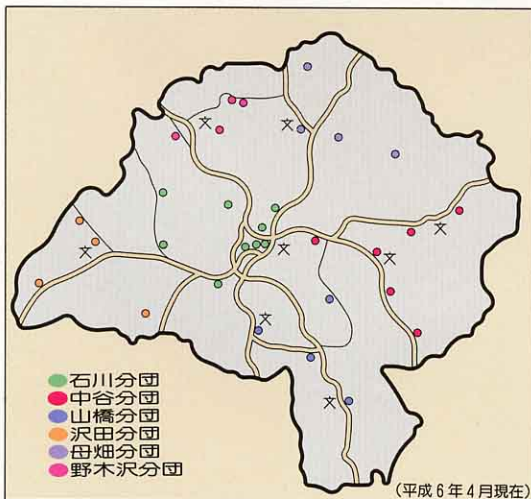 文
文
文
文
文
文
文
石川分団
中谷分団
山橋分団
沢田分団
母畑分団
野木沢分団
(平成6年4月現在)